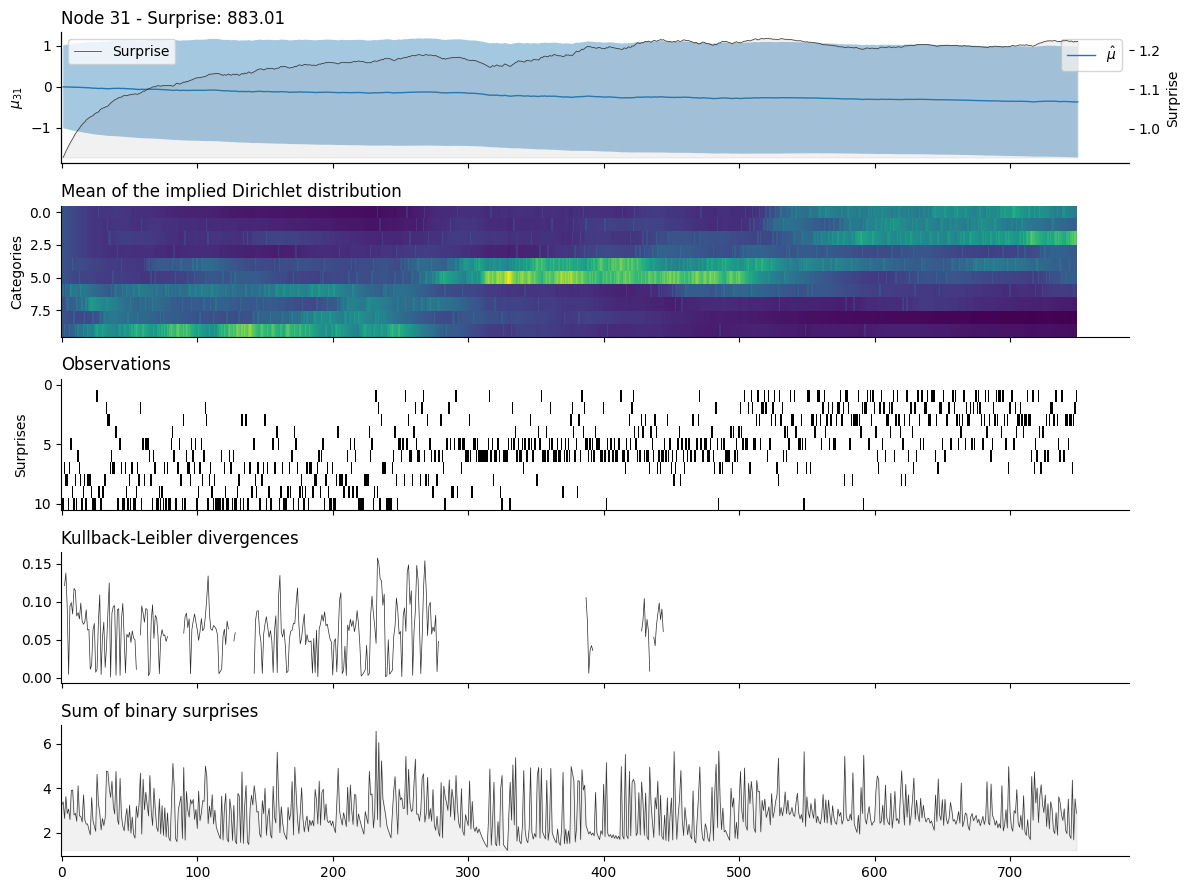 Node 31 - Surprise: 883.01
1
0
−1
μ31
Surprise
μ̂
1.2
1.1
1.0
Surprise
Mean of the implied Dirichlet distribution
0.0
2.5
5.0
7.5
Categories
Observations
0
5
10
Surprises
Kullback-Leibler divergences
0.15
0.10
0.05
0.00
Sum of binary surprises
6
4
2
0 100 200 300 400 500 600 700